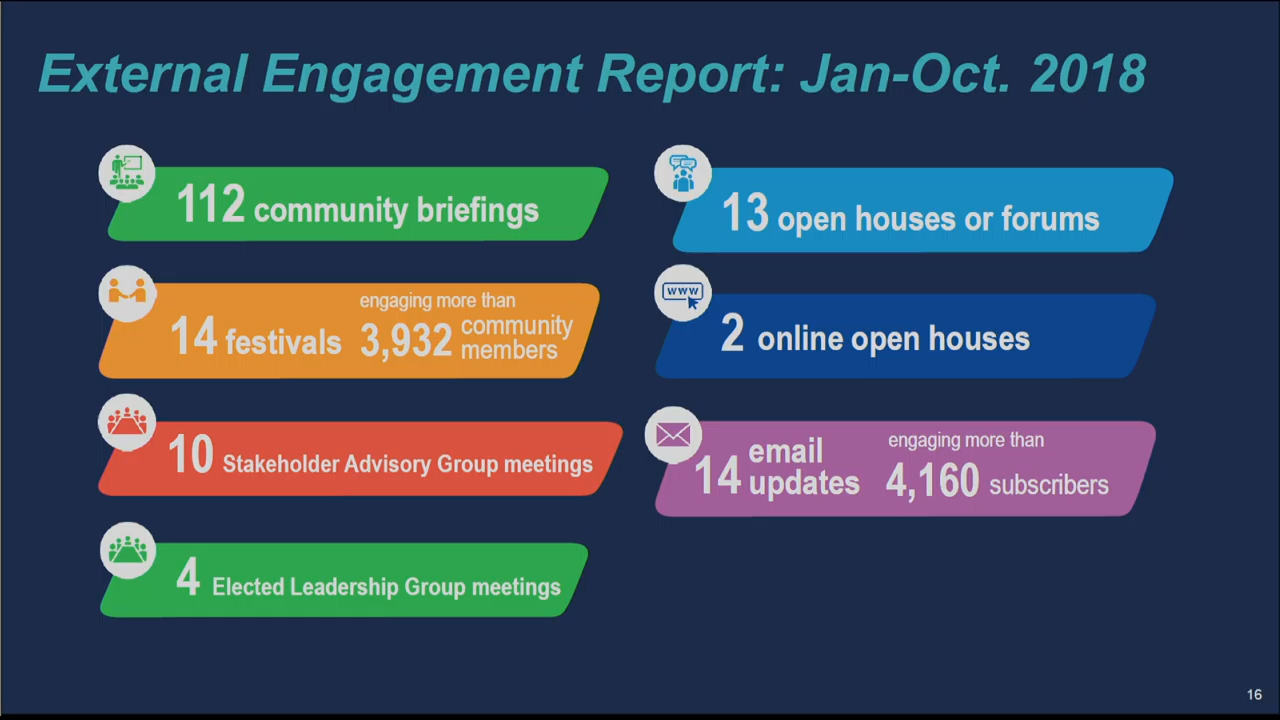 External Engagement Report: Jan-Oct. 2018
112 community briefings
14 festivals
engaging more than
3,932 community
members
10 Stakeholder Advisory Group meetings
4 Elected Leadership Group meetings
13 open houses or forums
www
2 online open houses
14 email
updates
engaging more than
4,160 subscribers
16